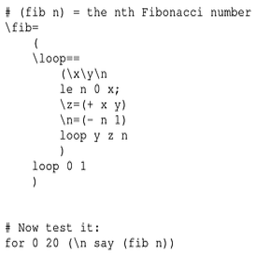 # (fib n) = the nth Fibonacci number
\fib=
(
\loop==
(\x\y\n
le n 0 x;
\z=(+ x y)
\n=(- n 1)
loop y z n
)
loop 0 1
)
# Now test it:
for 0 20 (\n say (fib n))